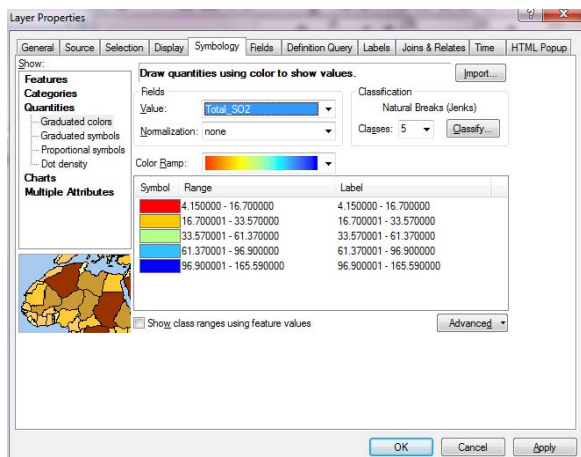 Layer Properties
General Source Selection Display Symbology Fields Definition Query Labels Joins & Relates Time HTML Popup
Show:
Features
Categories
Quantities
Graduated colors
Graduated symbols
Proportional symbols
Dot density
Charts
Multiple Attributes
Draw quantities using color to show values.
Import...
Fields
Value: Total_SO2
Normalization: none
Classification
Natural Breaks (Jenks)
Classes: 5 Classify...
Color Ramp:
Symbol Range Label
4.150000 - 16.700000 4.150000 - 16.700000
16.700001 - 33.570000 16.700001 - 33.570000
33.570001 - 61.370000 33.570001 - 61.370000
61.370001 - 96.900000 61.370001 - 96.900000
96.900001 - 165.590000 96.900001 - 165.590000
Show class ranges using feature values
Advanced
OK Cancel Apply